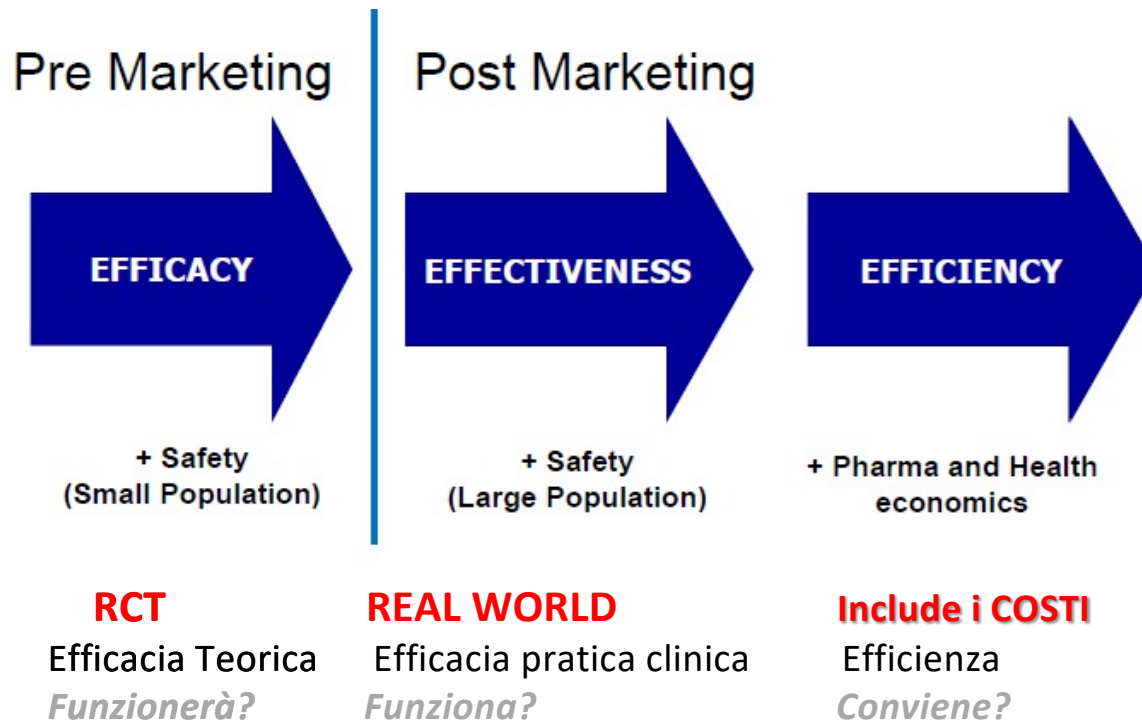 Pre Marketing
Post Marketing
EFFICACY
EFFECTIVENESS
EFFICIENCY
+ Safety
(Small Population)
+ Safety
(Large Population)
+ Pharma and Health
economics
RCT
Efficacia Teorica
Funzionerà?
REAL WORLD
Efficacia pratica clinica
Funziona?
Include i COSTI
Efficienza
Conviene?